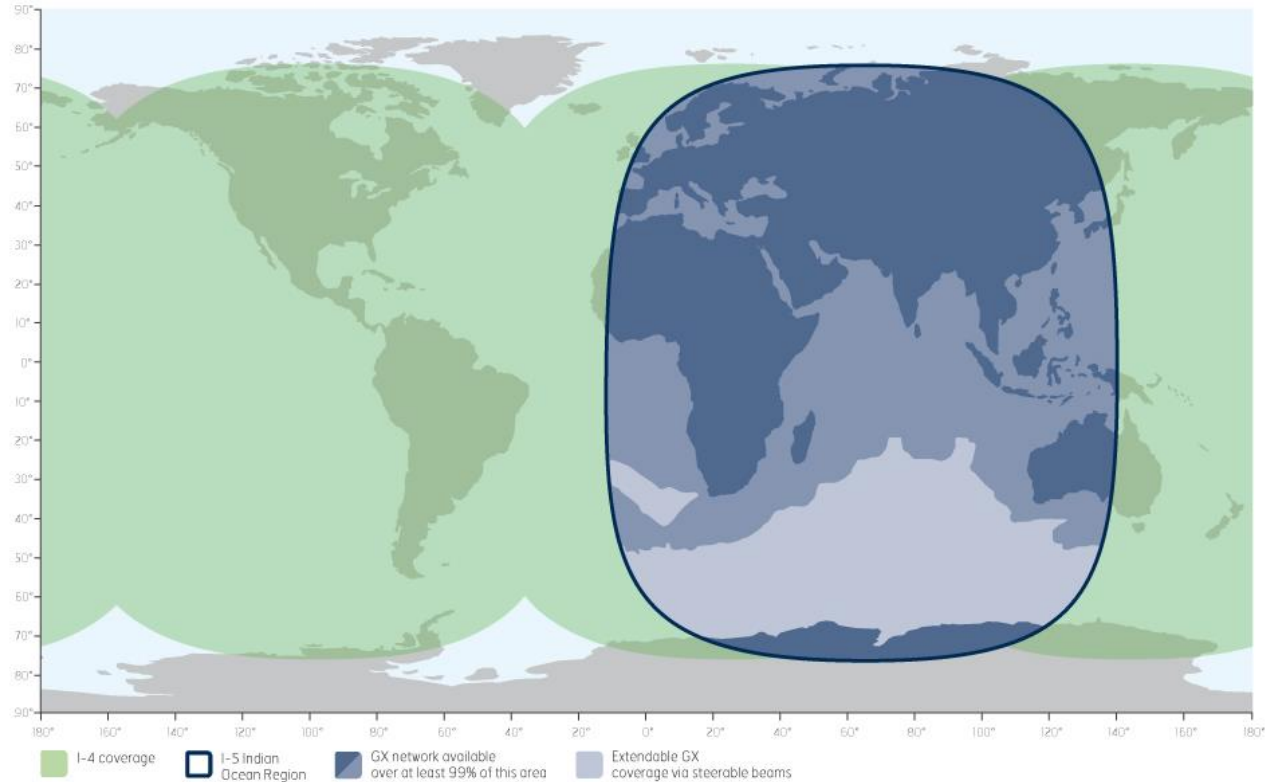 90°
80°
70°
60°
50°
40°
30°
20°
10°
0°
10°
20°
30°
40°
50°
60°
70°
80°
90°
180° 160° 140° 120° 100° 80° 60° 40° 20° 0° 20° 40° 60° 80° 100° 120° 140° 160° 180°
I-4 coverage
I-5 Indian
Ocean Region
GX network available
over at least 99% of this area
Extendable GX
coverage via steerable beams